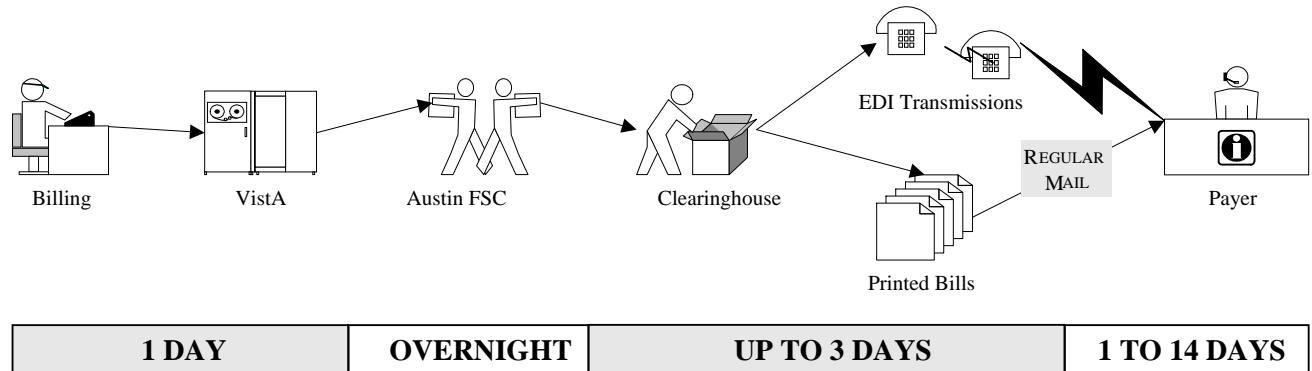 EDI Transmissions
REGULAR
MAIL
Billing
VistA
Austin FSC
Clearinghouse
Payer
Printed Bills
1 DAY
OVERNIGHT
UP TO 3 DAYS
1 TO 14 DAYS